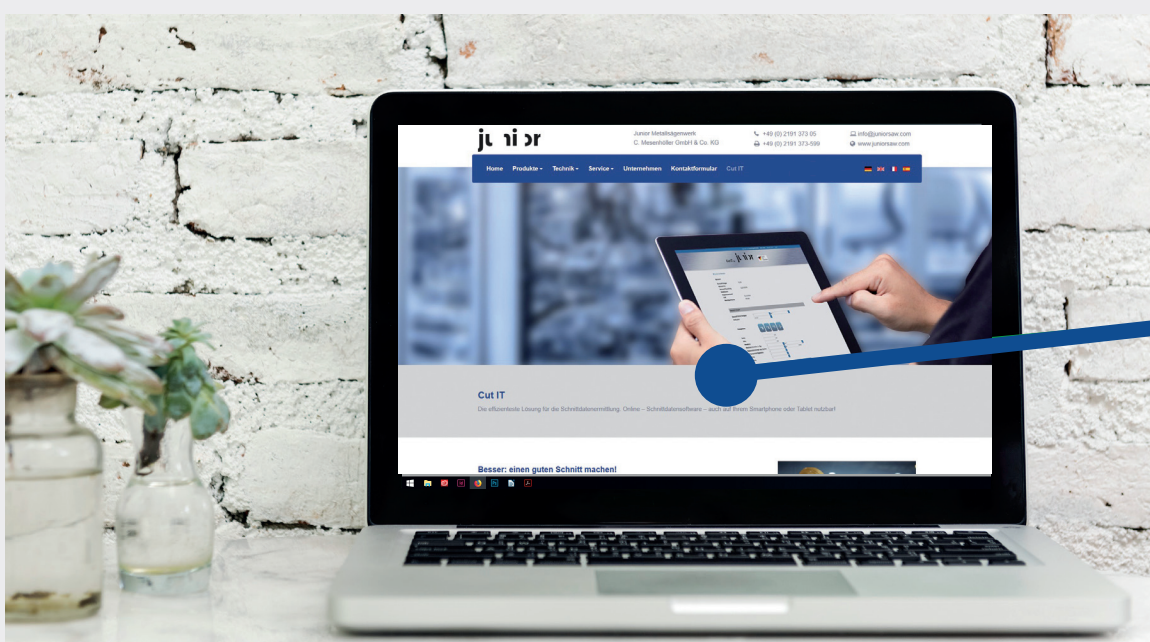 junior
Junior Metallsägenwerk
C. Mesenhöller GmbH & Co. KG
+49 (0) 2191 373 05
+49 (0) 2191 373-599
info@juniorsaw.com
www.juniorsaw.com
Home Produkte Technik Service Unternehmen Kontaktformular Cut IT
junior
Cut IT
Die effizienteste Lösung für die Schnittdatenermittlung. Online – Schnittdatensoftware – auch auf Ihrem Smartphone oder Tablet nutzbar!
Besser: einen guten Schnitt machen!